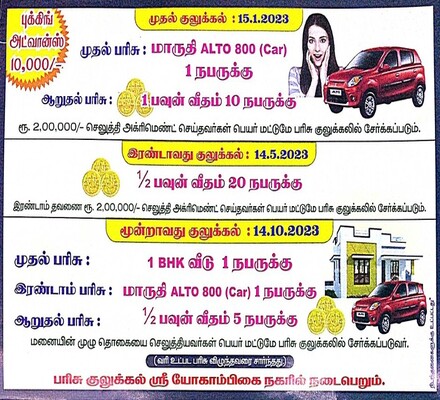 புக்கிங்
அட்வான்ஸ்
10,000/-
முதல் குலுக்கல் : 15.1.2023
முதல் பரிசு : மாருதி ALTO 800 (Car)
1 நபருக்கு
ஆறுதல் பரிசு : 1 பவுன் வீதம் 10 நபருக்கு
ரூ. 2,00,000/- செலுத்தி அக்ரிமெண்ட் செய்தவர்கள் பெயர் மட்டுமே பரிசு குலுக்கலில் சேர்க்கப்படும்.
இரண்டாவது குலுக்கல் : 14.5.2023
½ பவுன் வீதம் 20 நபருக்கு
இரண்டாம் தவணை ரூ. 2,00,000/- செலுத்தி அக்ரிமெண்ட் செய்தவர்கள் பெயர் மட்டுமே பரிசு குலுக்கலில் சேர்க்கப்படும்.
மூன்றாவது குலுக்கல் : 14.10.2023
முதல் பரிசு : 1 BHK வீடு 1 நபருக்கு
இரண்டாம் பரிசு : மாருதி ALTO 800 (Car) 1 நபருக்கு
ஆறுதல் பரிசு : ½ பவுன் வீதம் 5 நபருக்கு
மனையின் முழு தொகையை செலுத்தியவர்கள் பெயர் மட்டுமே பரிசு குலுக்கலில் சேர்க்கப்படுவர்.
(வரி உட்பட பரிசு விழுந்தவரை சார்ந்தது)
பரிசு குலுக்கல் ஸ்ரீ யோகாம்பிகை நகரில் நடைபெறும்.